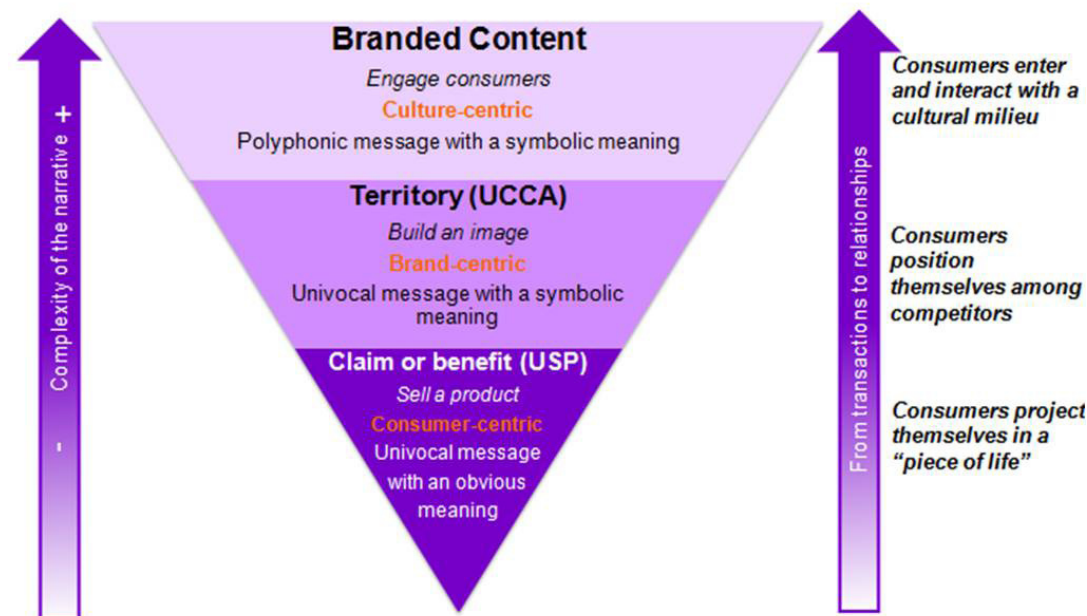 Branded Content
Engage consumers
Culture-centric
Polyphonic message with a symbolic meaning
Territory (UCCA)
Build an image
Brand-centric
Univocal message with a symbolic
meaning
Claim or benefit (USP)
Sell a product
Consumer-centric
Univocal message
with an obvious
meaning
- Complexity of the narrative +
From transactions to relationships
Consumers enter
and interact with a
cultural milieu
Consumers
position
themselves among
competitors
Consumers project
themselves in a
“piece of life”